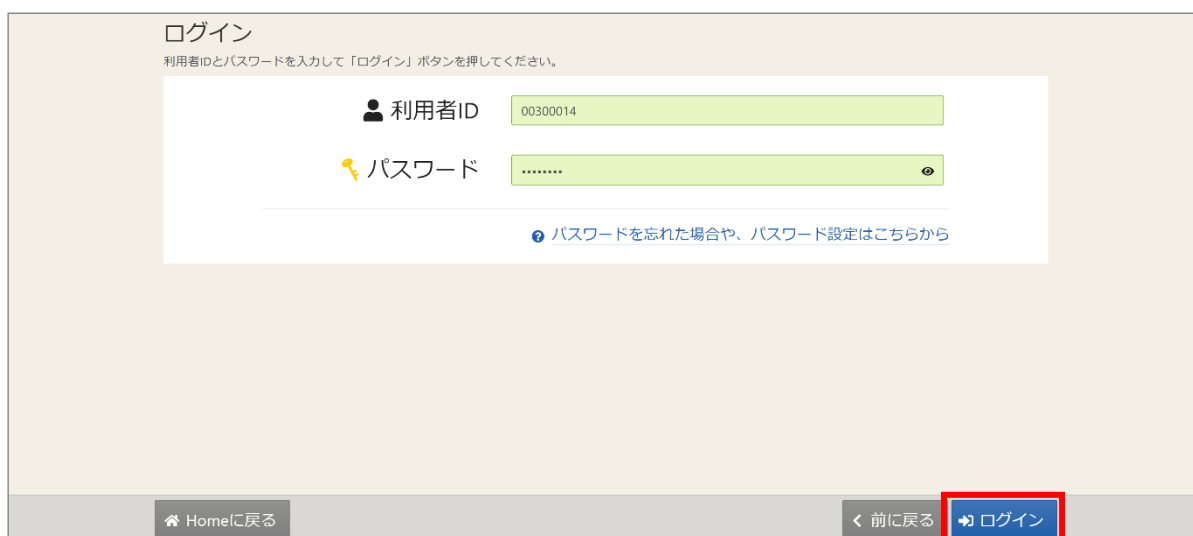 ログイン
利用者IDとパスワードを入力して「ログイン」ボタンを押してください。
利用者ID
00300014
パスワード
••••••••
パスワードを忘れた場合や、パスワード設定はこちらから
Homeに戻る
前に戻る
ログイン